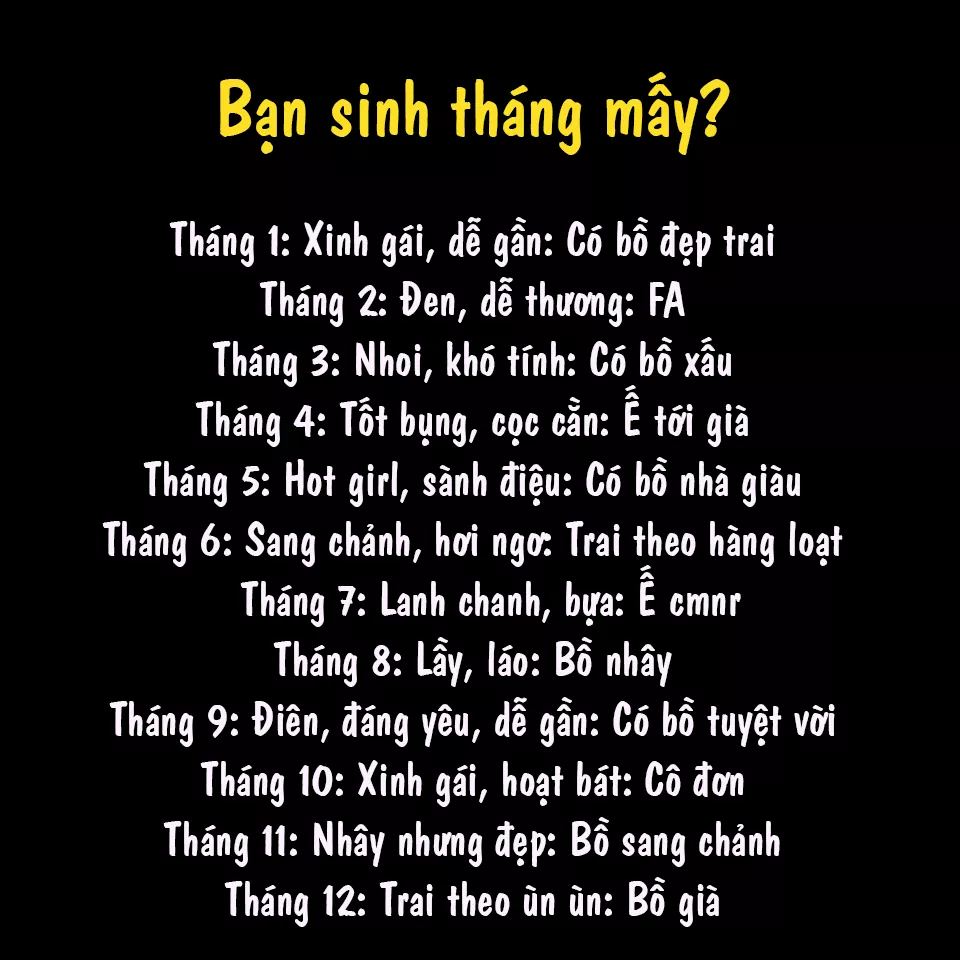 Bạn sinh tháng mấy?
Tháng 1: Xinh gái, dễ gần: Có bồ đẹp trai
Tháng 2: Đen, dễ thương: FA
Tháng 3: Nhoi, khó tính: Có bồ xấu
Tháng 4: Tốt bụng, cọc cằn: Ế tới già
Tháng 5: Hot girl, sành điệu: Có bồ nhà giàu
Tháng 6: Sang chảnh, hơi ngơ: Trai theo hàng loạt
Tháng 7: Lanh chanh, bựa: Ế cmnr
Tháng 8: Lầy, láo: Bồ nhây
Tháng 9: Điên, đáng yêu, dễ gần: Có bồ tuyệt vời
Tháng 10: Xinh gái, hoạt bát: Cô đơn
Tháng 11: Nhây nhưng đẹp: Bồ sang chảnh
Tháng 12: Trai theo ùn ùn: Bồ già